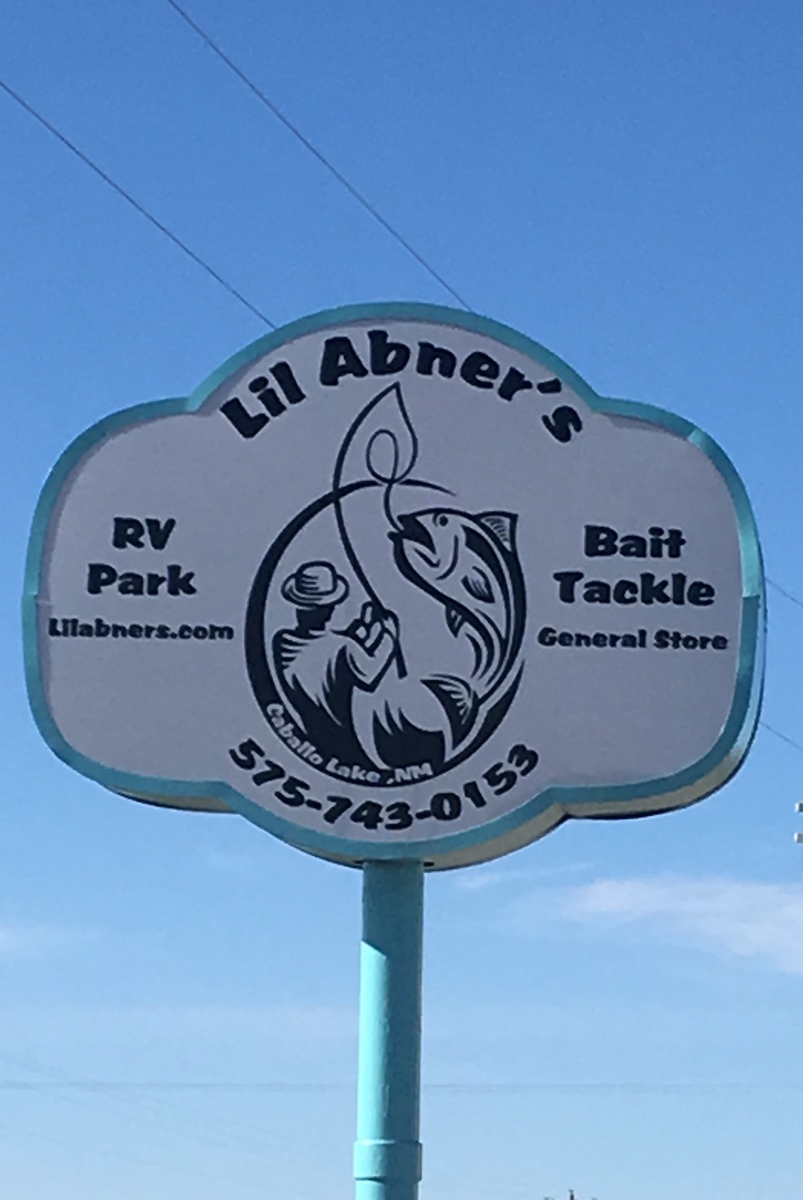 Lil Abner's
RV
Park
Lilabners.com
Bait
Tackle
General Store
Caballo Lake ,NM
575-743-0153